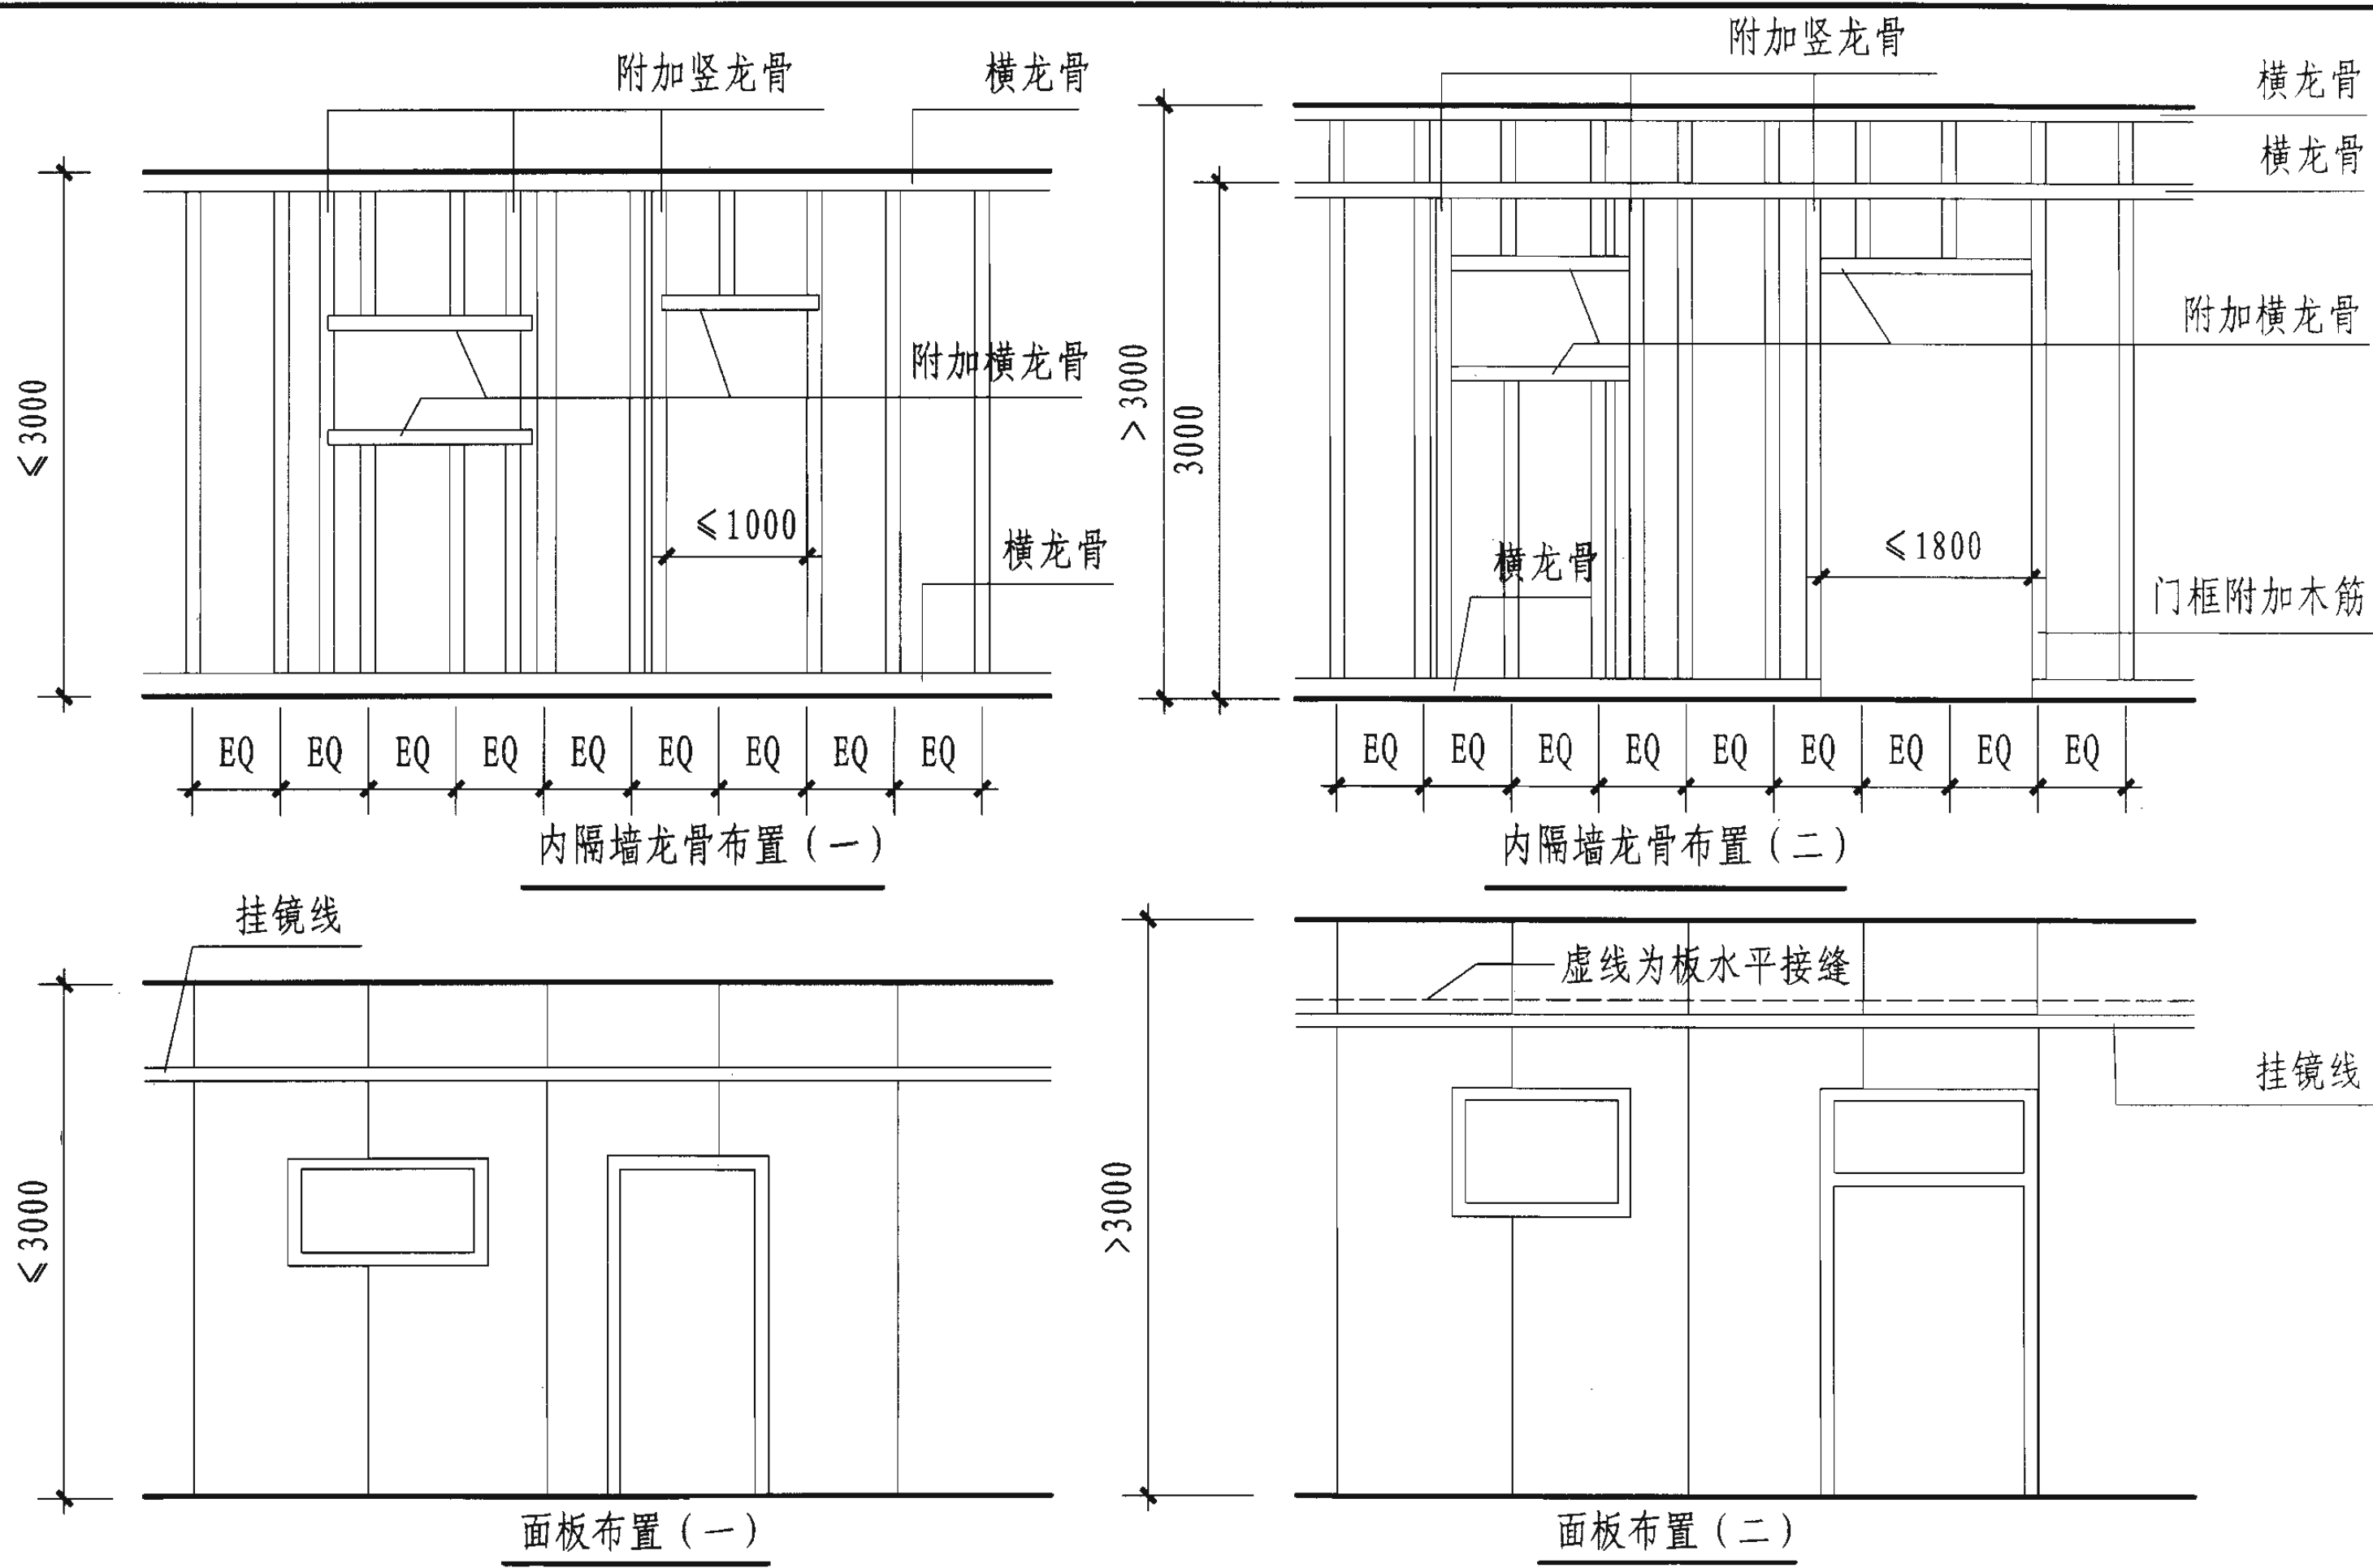 附加竖龙骨
横龙骨
≤3000
附加横龙骨
≤1000
横龙骨
EQ EQ EQ EQ EQ EQ EQ EQ EQ
内隔墙龙骨布置(一)
附加竖龙骨
横龙骨
横龙骨
>3000
3000
附加横龙骨
横龙骨
≤1800
门框附加木筋
EQ EQ EQ EQ EQ EQ EQ EQ EQ
内隔墙龙骨布置(二)
挂镜线
≤3000
面板布置(一)
虚线为板水平接缝
挂镜线
>3000
面板布置(二)